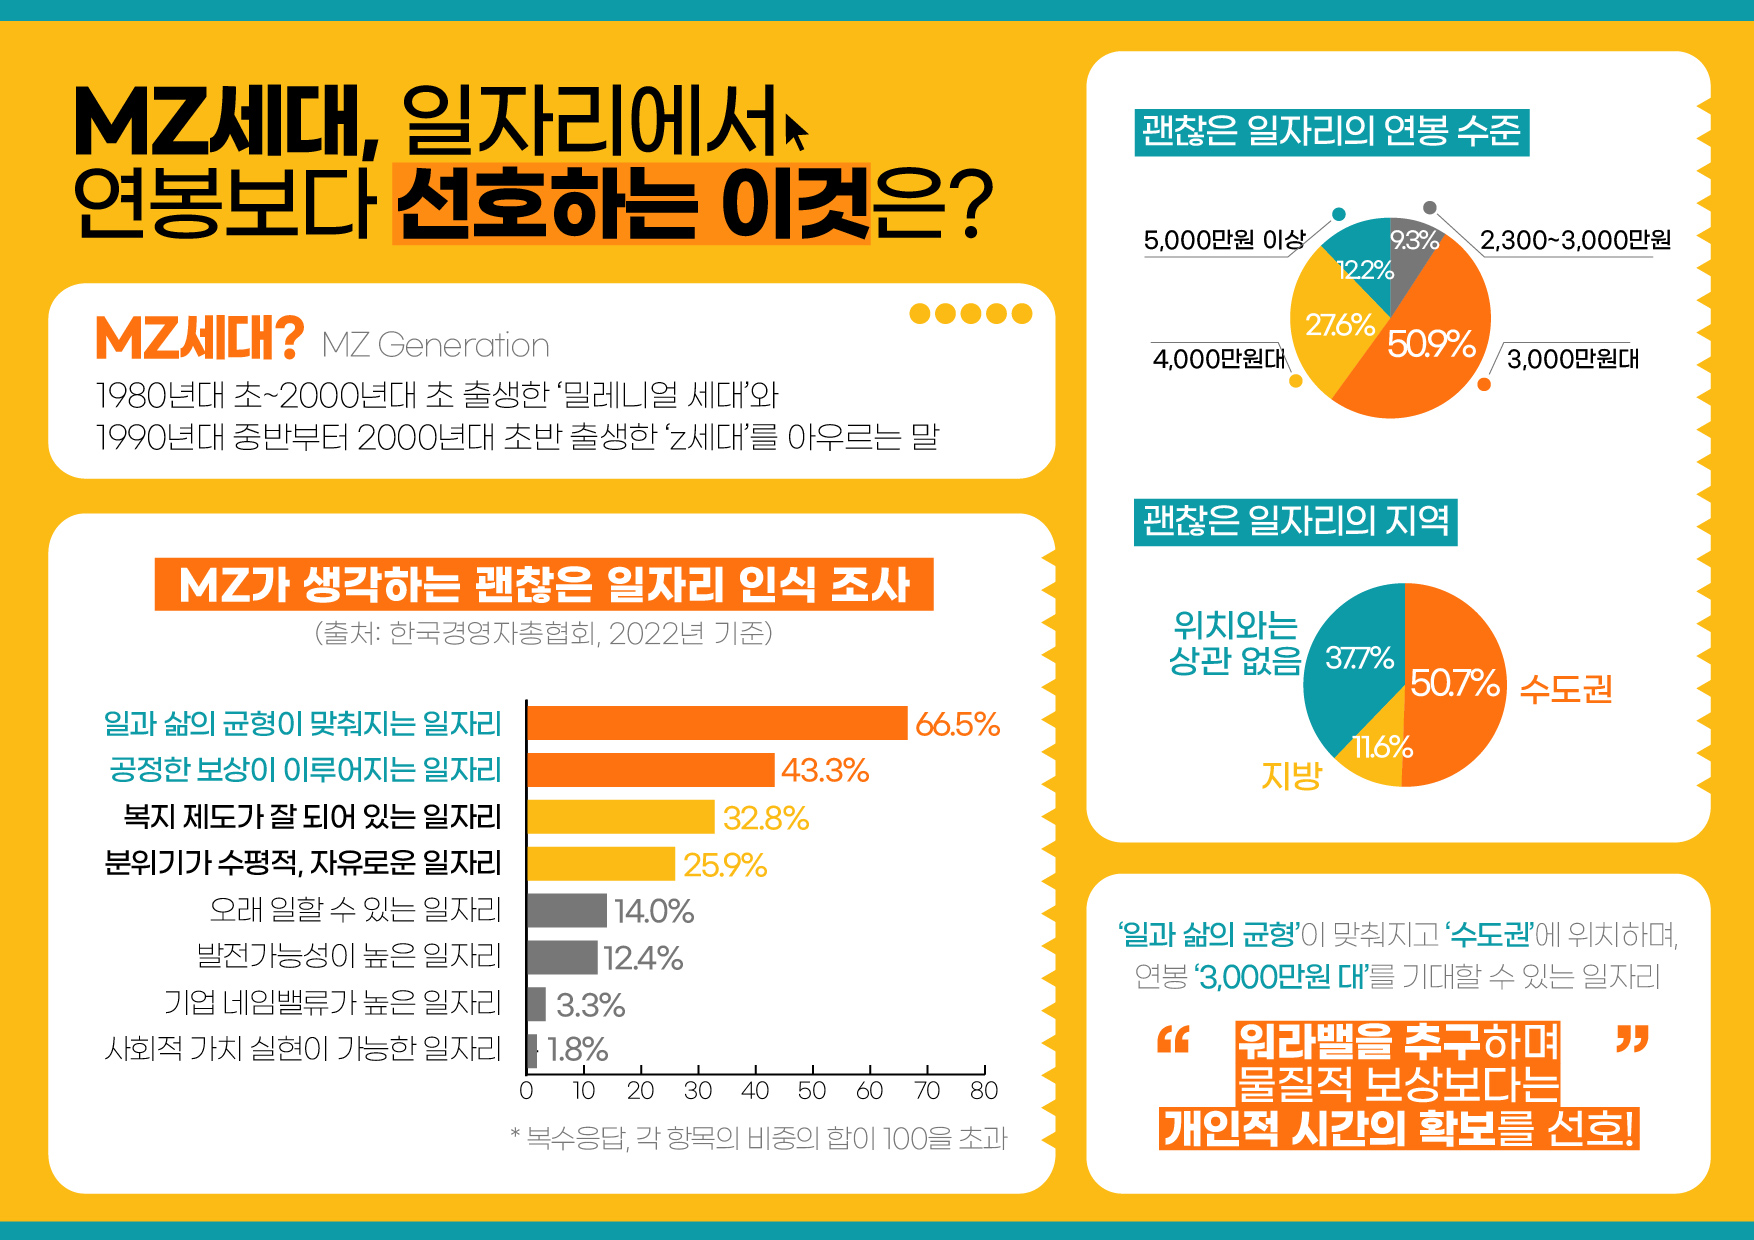 MZ세대, 일자리에서
연봉보다 선호하는 이것은?
MZ세대? MZ Generation
1980년대 초~2000년대 초 출생한 ‘밀레니얼 세대’와
1990년대 중반부터 2000년대 초반 출생한 ‘z세대’를 아우르는 말
MZ가 생각하는 괜찮은 일자리 인식 조사
(출처: 한국경영자총협회, 2022년 기준)
일과 삶의 균형이 맞춰지는 일자리 66.5%
공정한 보상이 이루어지는 일자리 43.3%
복지 제도가 잘 되어 있는 일자리 32.8%
분위기가 수평적, 자유로운 일자리 25.9%
오래 일할 수 있는 일자리 14.0%
발전가능성이 높은 일자리 12.4%
기업 네임밸류가 높은 일자리 3.3%
사회적 가치 실현이 가능한 일자리 1.8%
0 10 20 30 40 50 60 70 80
* 복수응답, 각 항목의 비중의 합이 100을 초과
괜찮은 일자리의 연봉 수준
5,000만원 이상 12.2%
9.3% 2,300~3,000만원
4,000만원대 27.6%
50.9% 3,000만원대
괜찮은 일자리의 지역
위치와는
상관 없음
37.7%
50.7% 수도권
11.6%
지방
‘일과 삶의 균형’이 맞춰지고 ‘수도권’에 위치하며,
연봉 ‘3,000만원 대’를 기대할 수 있는 일자리
“ 워라밸을 추구하며 ”
물질적 보상보다는
개인적 시간의 확보를 선호!